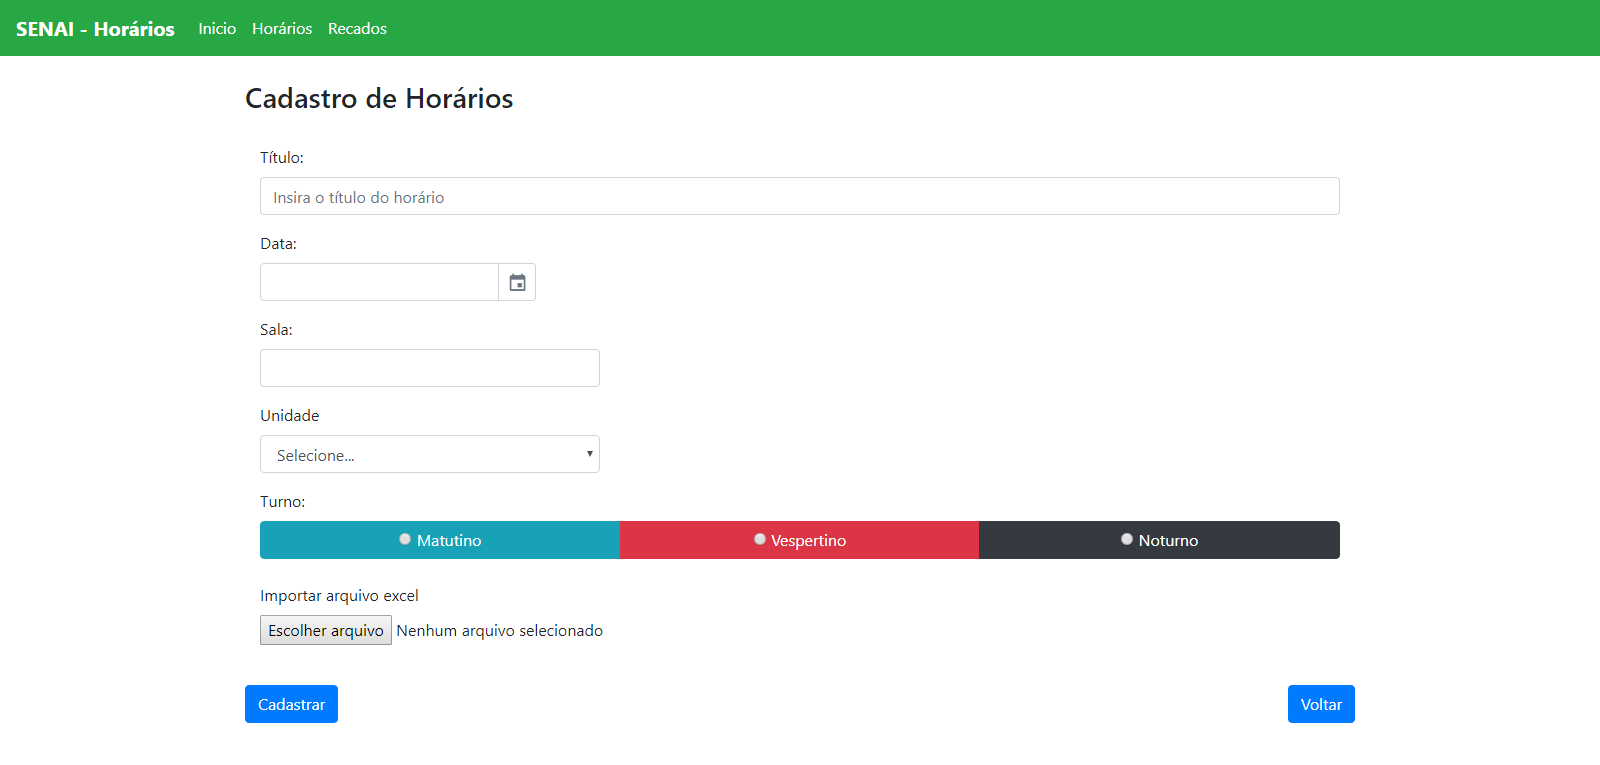 SENAI - Horários Inicio Horários Recados
Cadastro de Horários
Título:
Insira o título do horário
Data:
Sala:
Unidade
Selecione...
Turno:
Matutino Vespertino Noturno
Importar arquivo excel
Escolher arquivo Nenhum arquivo selecionado
Cadastrar Voltar